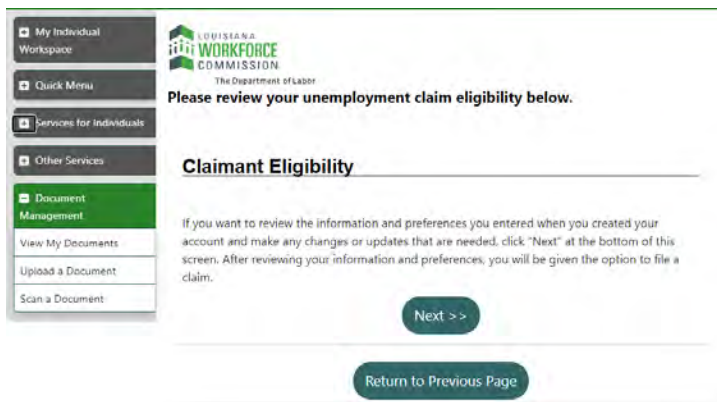 My Individual
Workspace
Quick Menu
Services for Individuals
Other Services
Document
Management
View My Documents
Upload a Document
Scan a Document
LOUISIANA
WORKFORCE
COMMISSION
The Department of Labor
Please review your unemployment claim eligibility below.
Claimant Eligibility
If you want to review the information and preferences you entered when you created your
account and make any changes or updates that are needed, click "Next" at the bottom of this
screen. After reviewing your information and preferences, you will be given the option to file a
claim.
Next >>
Return to Previous Page